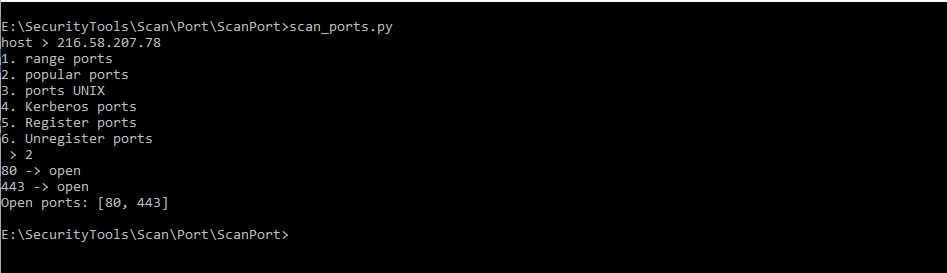 E:\SecurityTools\Scan\Port\ScanPort>scan_ports.py
host > 216.58.207.78
1. range ports
2. popular ports
3. ports UNIX
4. Kerberos ports
5. Register ports
6. Unregister ports
 > 2
80 -> open
443 -> open
Open ports: [80, 443]
E:\SecurityTools\Scan\Port\ScanPort>